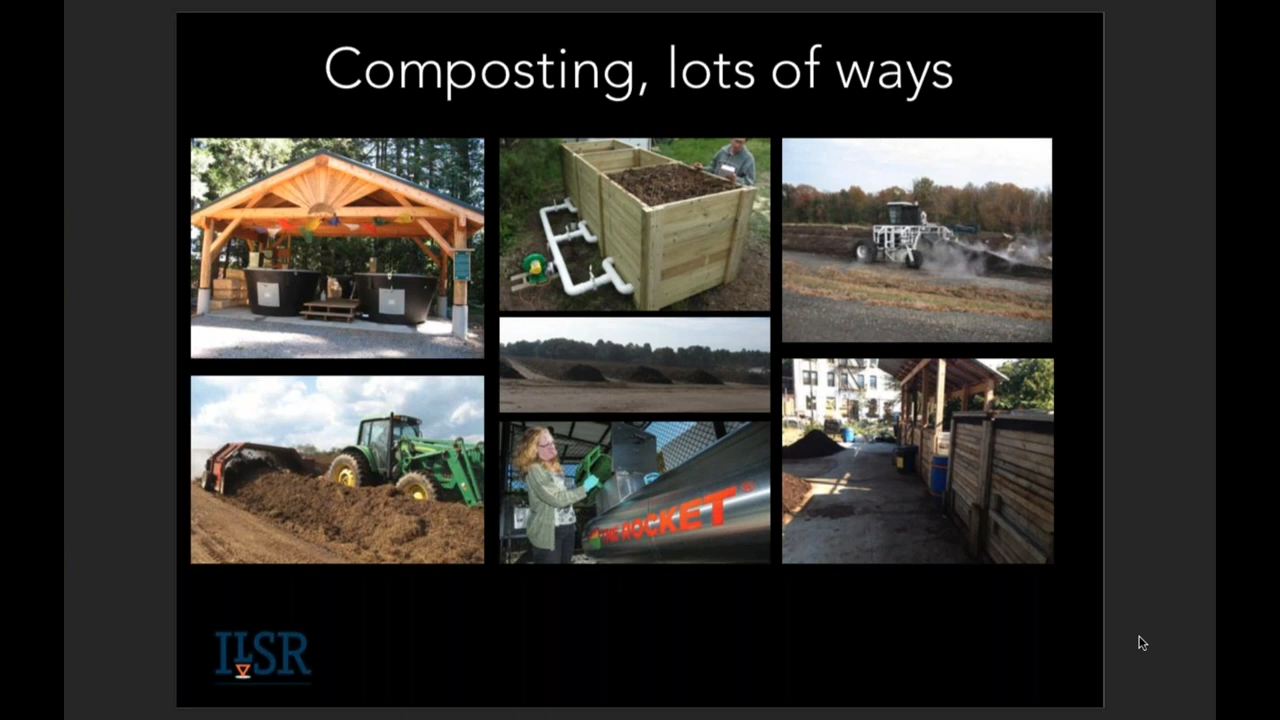 Composting, lots of ways
THE ROCKET®
ILSR